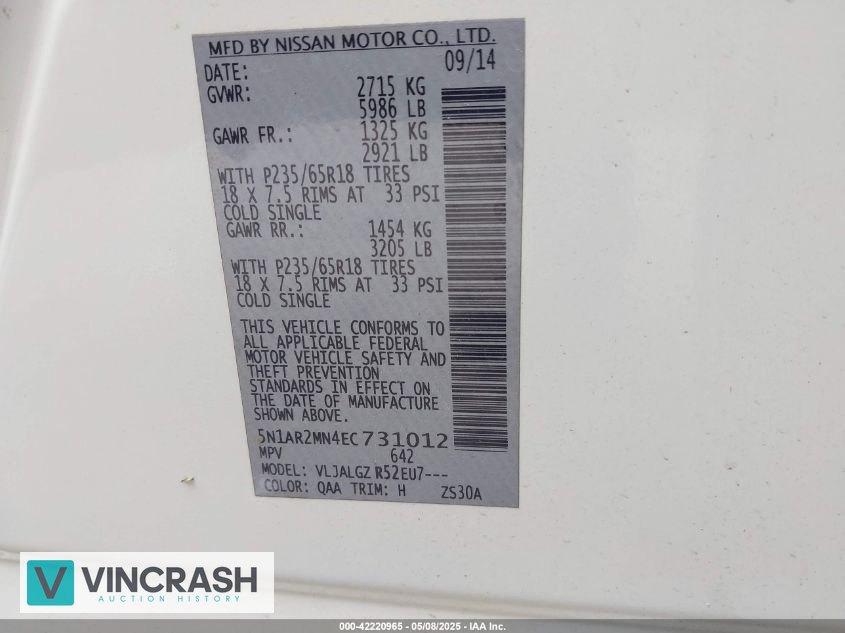 MFD BY NISSAN MOTOR CO., LTD.
DATE: 09/14
GVWR: 2715 KG
5986 LB
GAWR FR.: 1325 KG
2921 LB
WITH P235/65R18 TIRES
18 X 7.5 RIMS AT 33 PSI
COLD SINGLE
GAWR RR.: 1454 KG
3205 LB
WITH P235/65R18 TIRES
18 X 7.5 RIMS AT 33 PSI
COLD SINGLE
THIS VEHICLE CONFORMS TO
ALL APPLICABLE FEDERAL
MOTOR VEHICLE SAFETY AND
THEFT PREVENTION
STANDARDS IN EFFECT ON
THE DATE OF MANUFACTURE
SHOWN ABOVE.
5N1AR2MN4EC731012
MPV 642
MODEL: VLJALGZ R52EU7---
COLOR: QAA TRIM: H ZS30A
V VINCRASH
AUCTION HISTORY
000-42220965 - 05/08/2025 - IAA Inc.